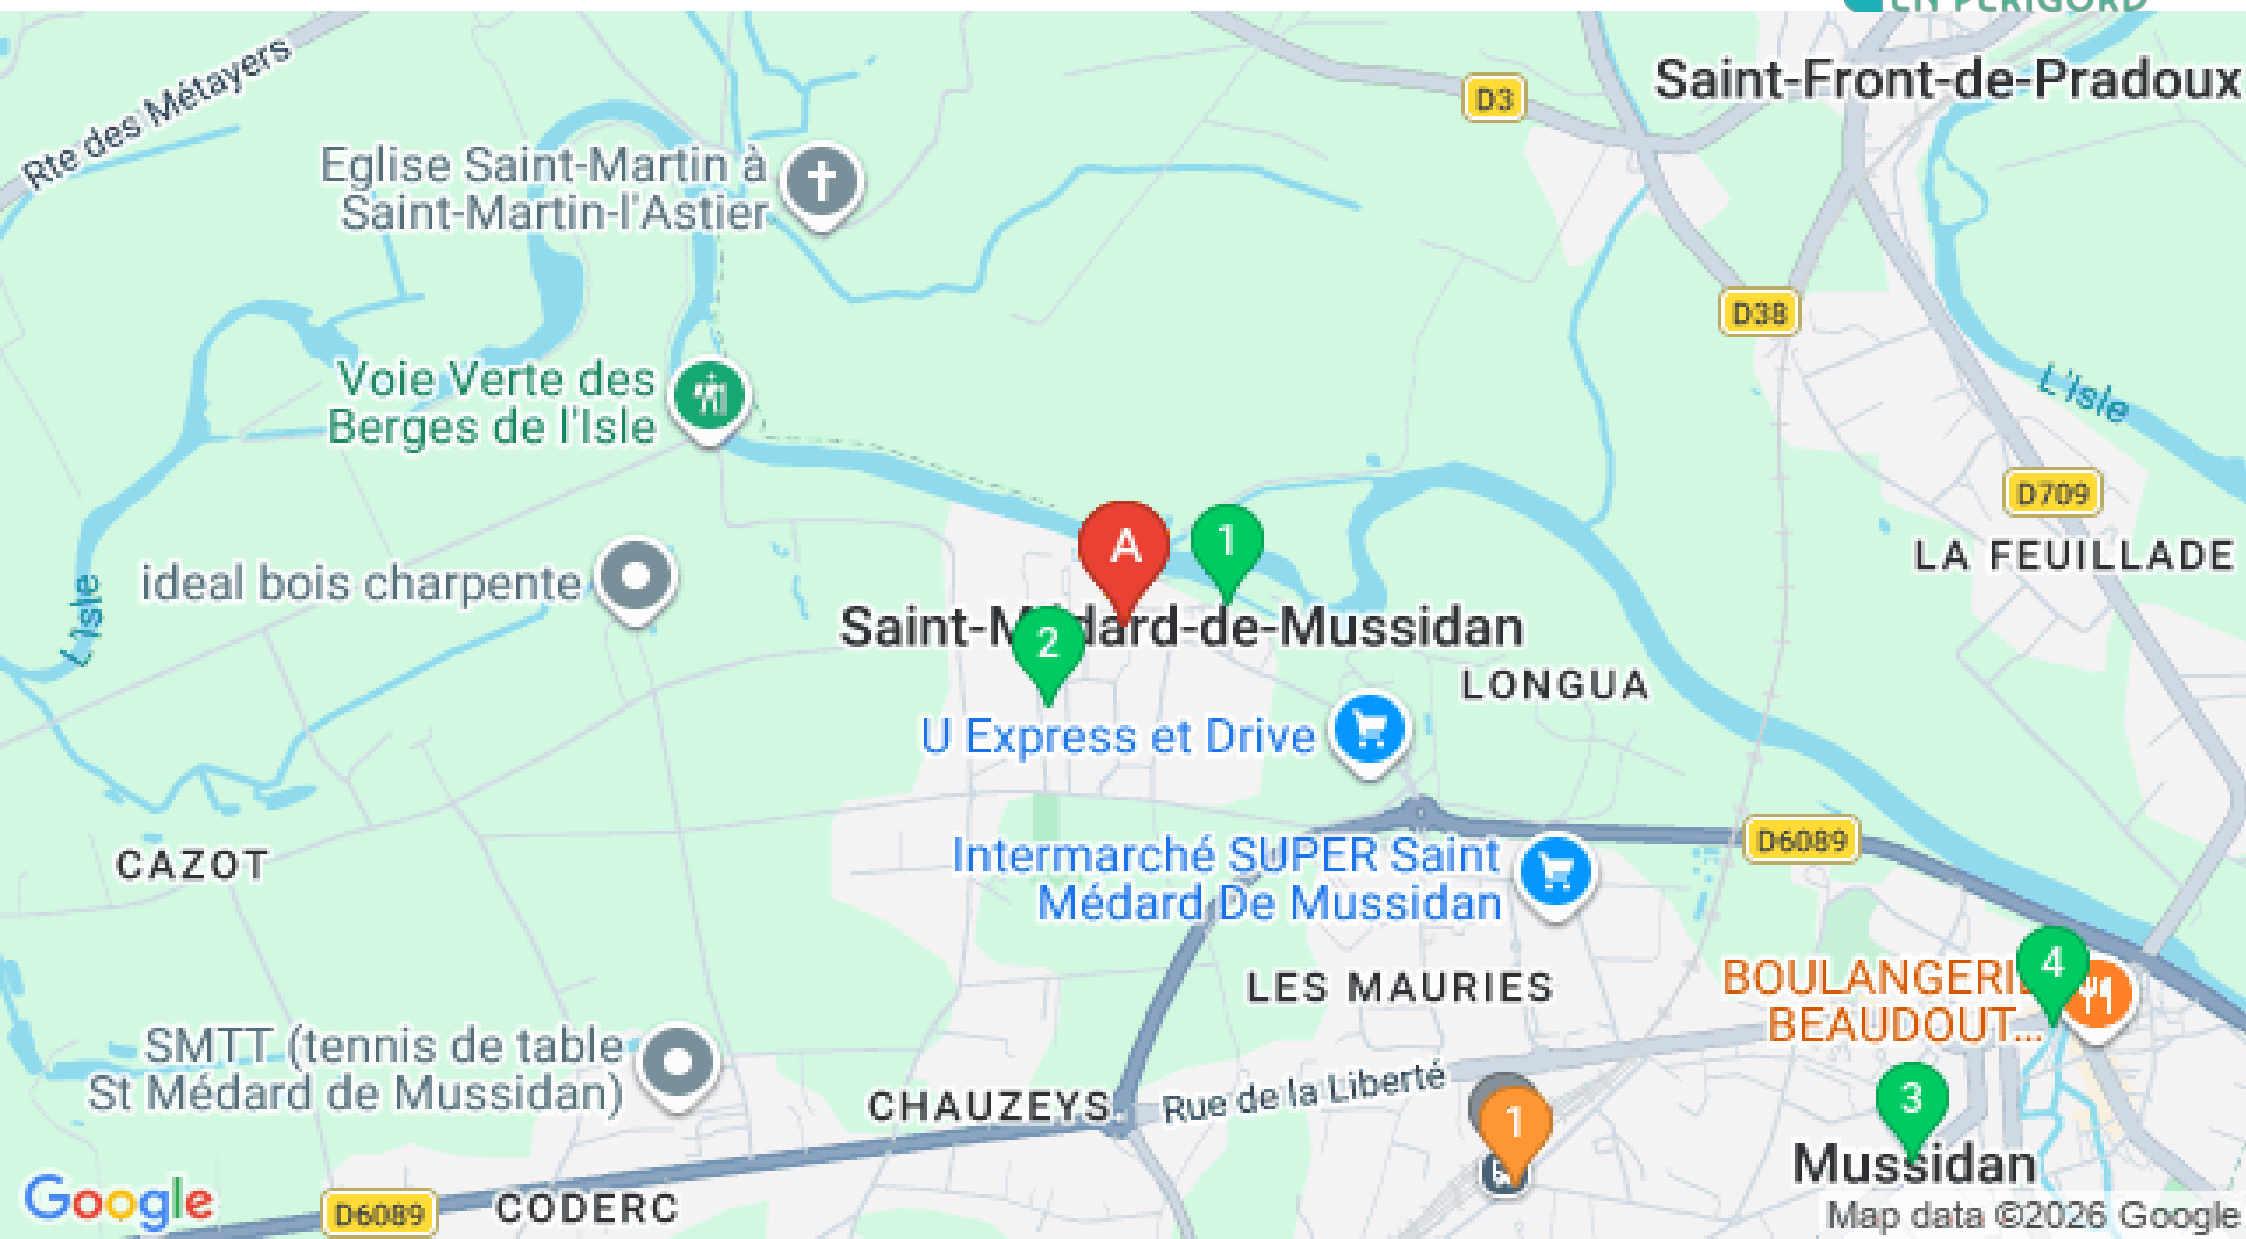 EN PÉRIGORD
Saint-Front-de-Pradoux
D3
Rte des Métayers
Eglise Saint-Martin à
Saint-Martin-l'Astier
D38
Voie Verte des
Berges de l'Isle
L'Isle
D709
LA FEUILLADE
A
1
ideal bois charpente
L'Isle
Saint-Médard-de-Mussidan
2
LONGUA
U Express et Drive
D6089
Intermarché SUPER Saint
Médard De Mussidan
CAZOT
LES MAURIES
BOULANGERI
BEAUDOUT...
4
SMTT (tennis de table
St Médard de Mussidan)
CHAUZEYS
Rue de la Liberté
3
1
Mussidan
Google
D6089
CODERC
Map data ©2026 Google